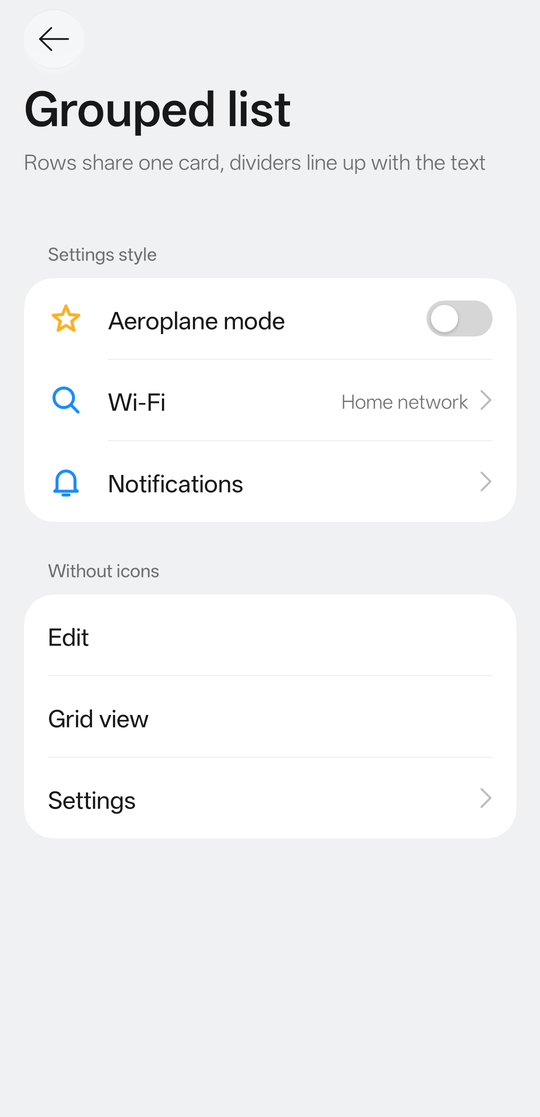 Grouped list
Rows share one card, dividers line up with the text
Settings style
Aeroplane mode
Wi-Fi
Home network
Notifications
Without icons
Edit
Grid view
Settings